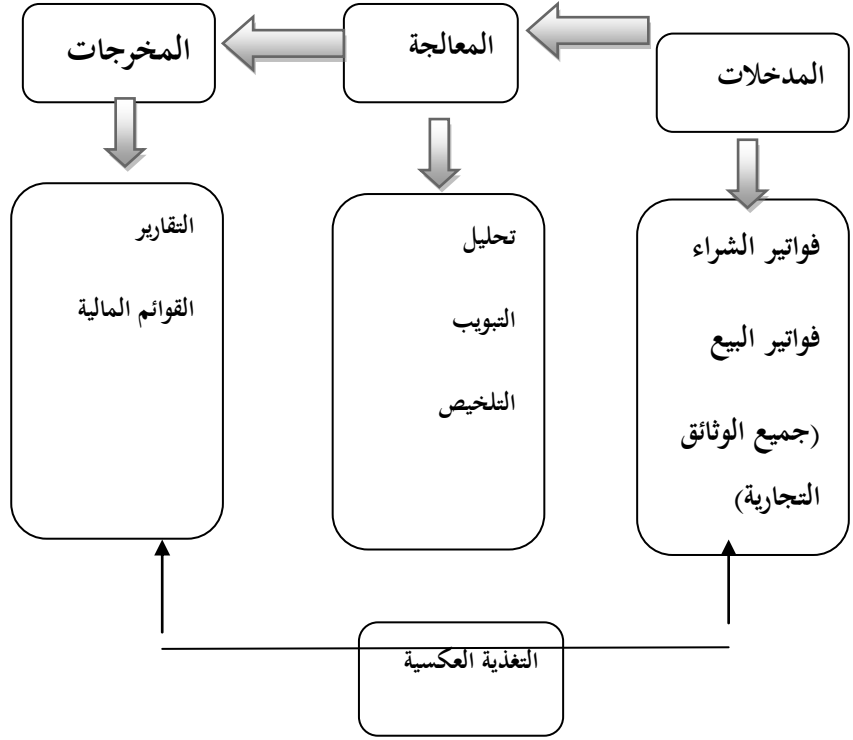 المدخلات
المعالجة
المخرجات
فواتير الشراء
فواتير البيع
(جميع الوثائق
التجارية)
تحليل
التبويب
التلخيص
التقارير
القوائم المالية
التغذية العكسية